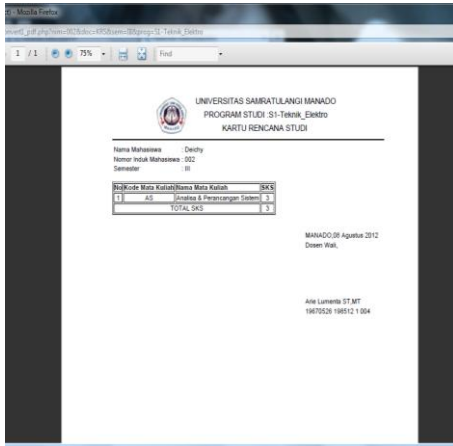 - Mozilla Firefox
1 / 1 75% Find
UNIVERSITAS SAMRATULANGI MANADO
PROGRAM STUDI :S1-Teknik_Elektro
KARTU RENCANA STUDI
Nama Mahasiswa : Deichy
Nomor Induk Mahasiswa : 002
Semester : III
No Kode Mata Kuliah Nama Mata Kuliah SKS
1 AS Analisa & Perancangan Sistem 3
TOTAL SKS 3
MANADO,08 Agustus 2012
Dosen Wali,
Arie Lumenta ST,MT
19670526 198512 1 004